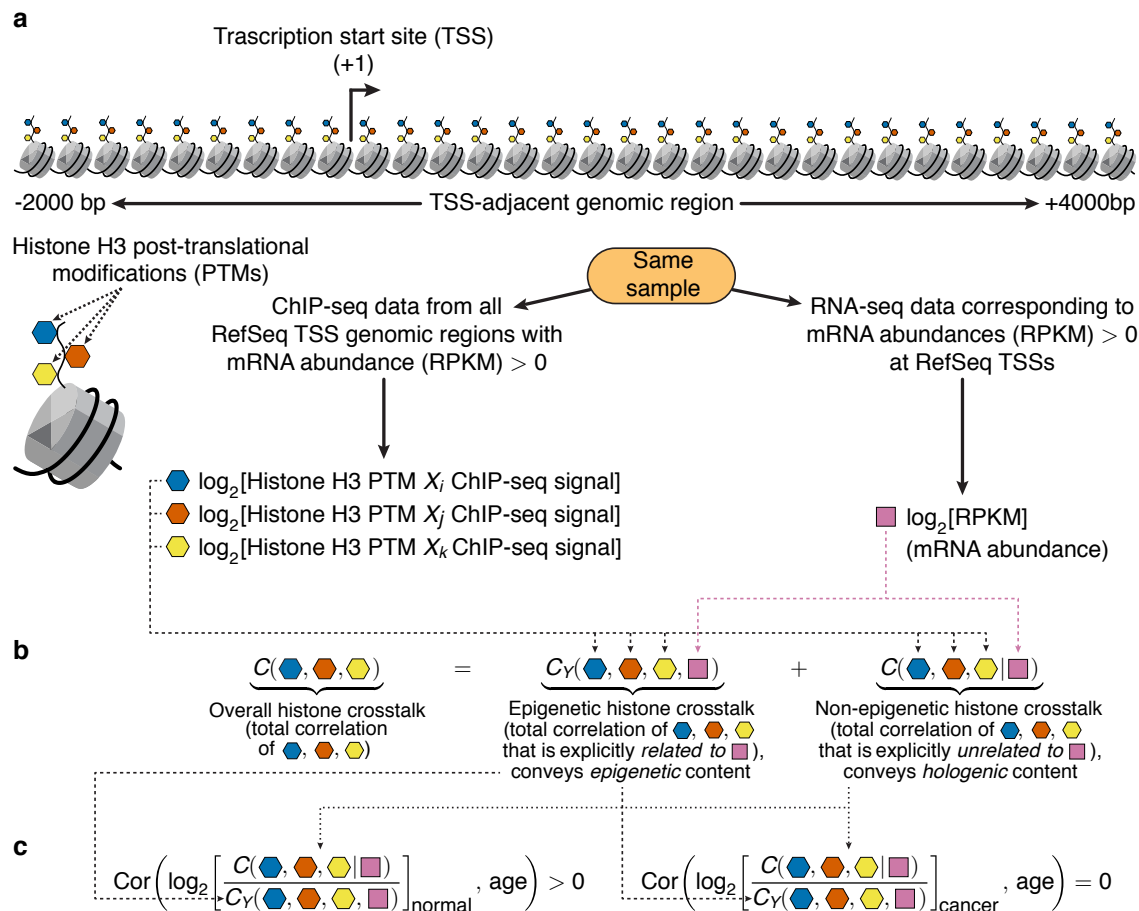 a
Trascription start site (TSS)
(+1)
-2000 bp TSS-adjacent genomic region +4000bp
Histone H3 post-translational
modifications (PTMs)
Same
sample
ChIP-seq data from all
RefSeq TSS genomic regions with
mRNA abundance (RPKM) > 0
RNA-seq data corresponding to
mRNA abundances (RPKM) > 0
at RefSeq TSSs
log₂[Histone H3 PTM Xᵢ ChIP-seq signal]
log₂[Histone H3 PTM Xⱼ ChIP-seq signal]
log₂[Histone H3 PTM Xₖ ChIP-seq signal]
log₂[RPKM]
(mRNA abundance)
b
C( , , ) = C_Y( , , , ) + C( , , | )
Overall histone crosstalk
(total correlation
of , , )
Epigenetic histone crosstalk
(total correlation of , ,
that is explicitly related to ),
conveys epigenetic content
Non-epigenetic histone crosstalk
(total correlation of , ,
that is explicitly unrelated to ),
conveys hologenic content
c
Cor(log₂[C( , , | ) / C_Y( , , , )]normal , age) > 0
Cor(log₂[C( , , | ) / C_Y( , , , )]cancer , age) = 0